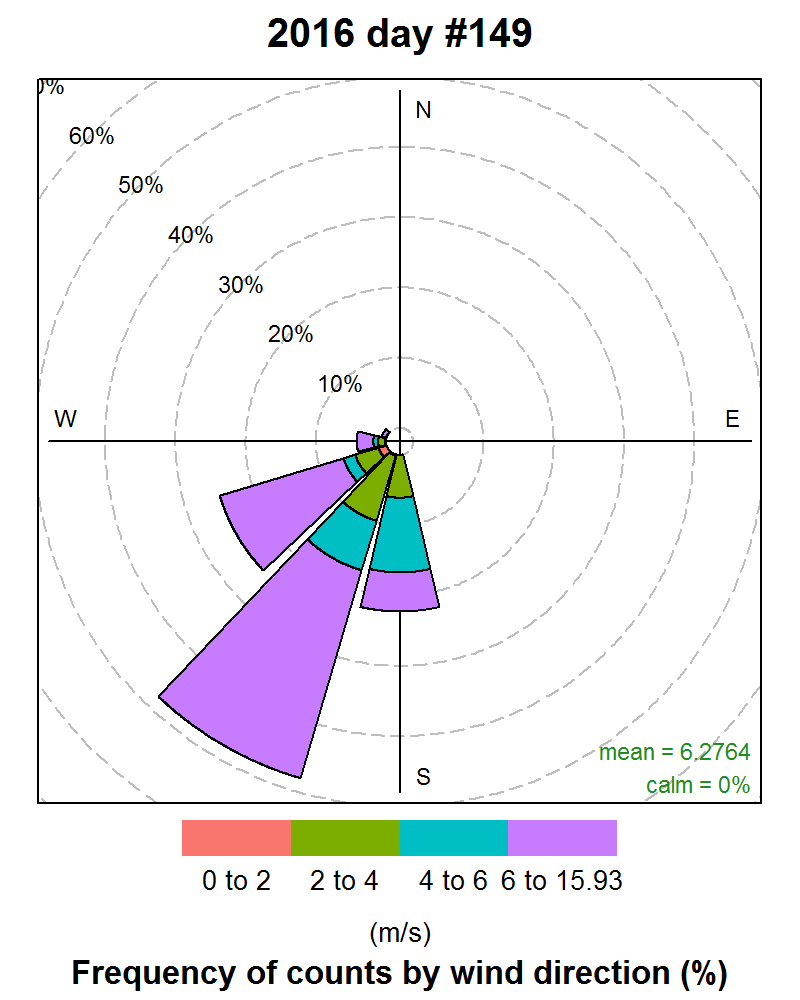 2016 day #149
0%
N
60%
50%
40%
30%
20%
10%
W
E
S
mean = 6.2764
calm = 0%
0 to 2 2 to 4 4 to 6 6 to 15.93
(m/s)
Frequency of counts by wind direction (%)